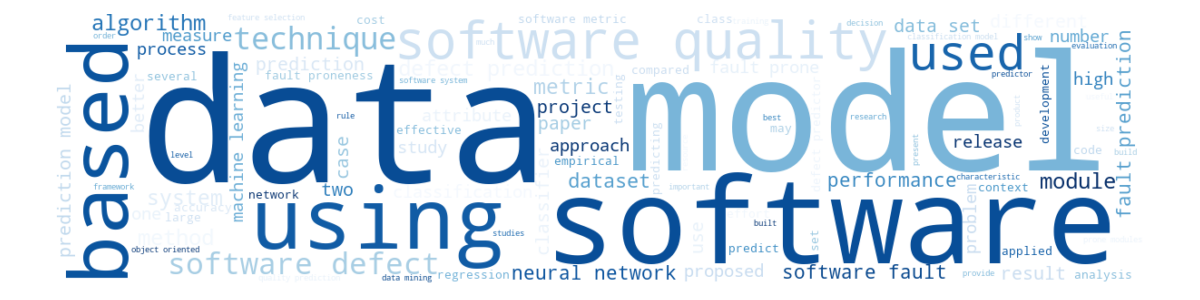 feature selection
cost
software metric
class
decision
different
algorithm
order
measure
technique
software quality
data set
number
much
training
classification model
show
evaluation
process
used
prediction
defect prediction
compared
fault prone
several
fault proneness
software system
predictor
high
better
data
metric
model
based
machine learning
rule
attribute
project
testing
best
may
research
development
product
size
prediction model
effective
paper
code
build
level
case
study
approach
empirical
predicting
present
release
fault prediction
framework
system
network
two
classification
classifier
dataset
important
performance
characteristic
context
module
one
accuracy
large
using
software
method
object oriented
studies
use
built
set
problem
applied
predict
software defect
data mining
regression
neural network
proposed
software fault
provide
result
analysis